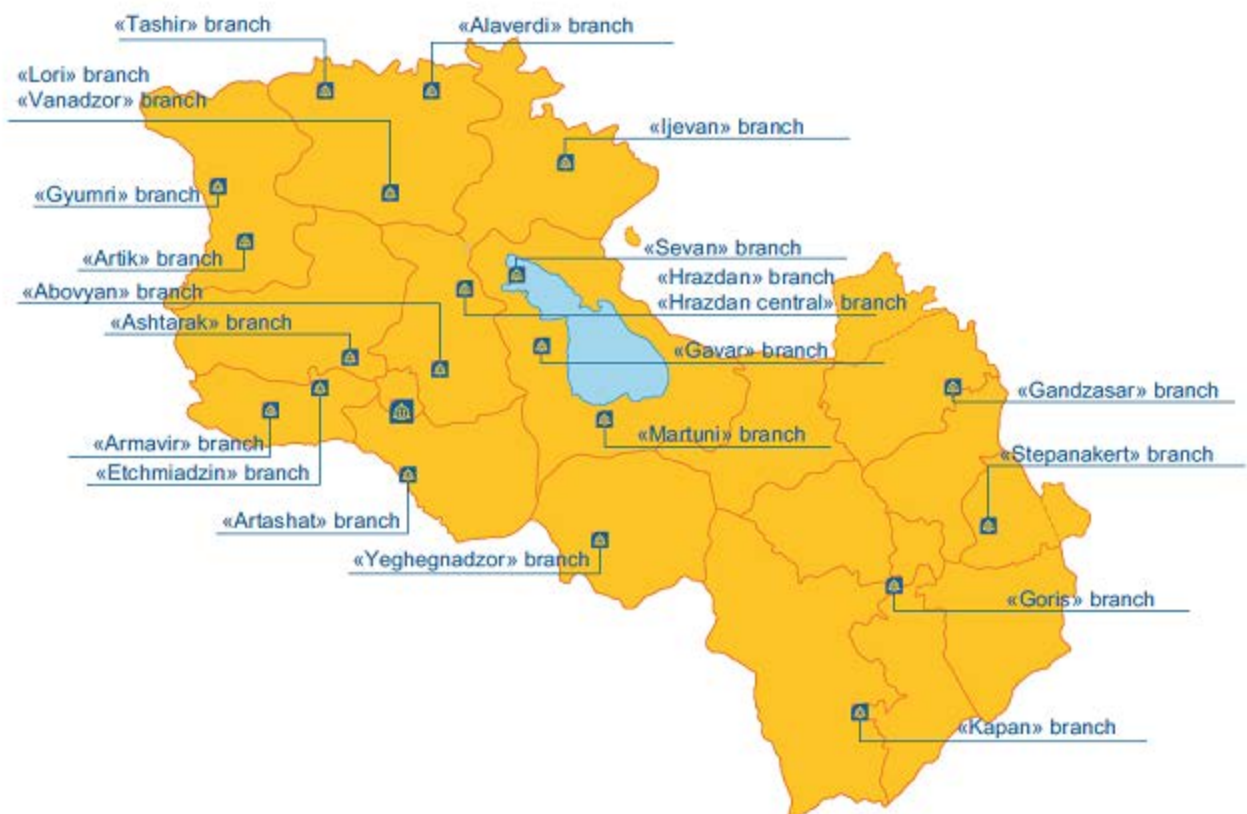 «Tashir» branch
«Alaverdi» branch
«Lori» branch
«Vanadzor» branch
«Ijevan» branch
«Gyumri» branch
«Artik» branch
«Sevan» branch
«Hrazdan» branch
«Hrazdan central» branch
«Abovyan» branch
«Ashtarak» branch
«Gavar» branch
«Gandzasar» branch
«Armavir» branch
«Martuni» branch
«Etchmiadzin» branch
«Stepanakert» branch
«Artashat» branch
«Yeghegnadzor» branch
«Goris» branch
«Kapan» branch